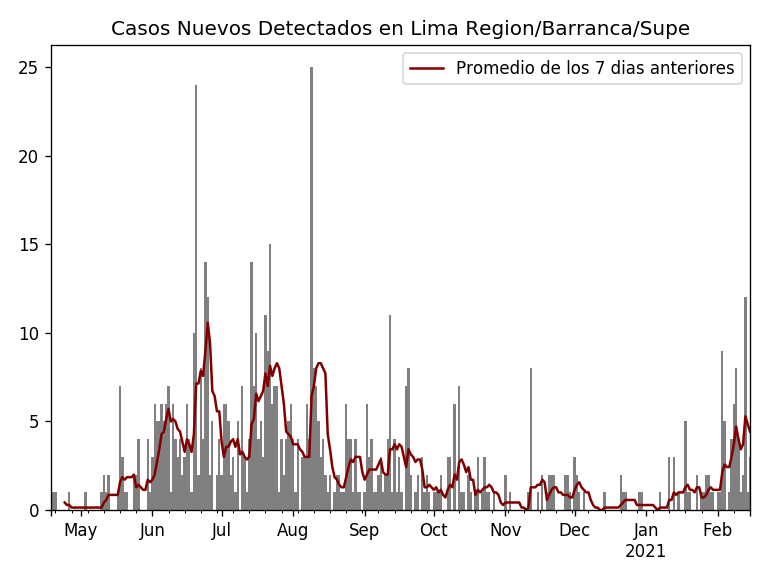 Casos Nuevos Detectados en Lima Region/Barranca/Supe
Promedio de los 7 dias anteriores
25
20
15
10
5
0
May Jun Jul Aug Sep Oct Nov Dec Jan Feb
2021